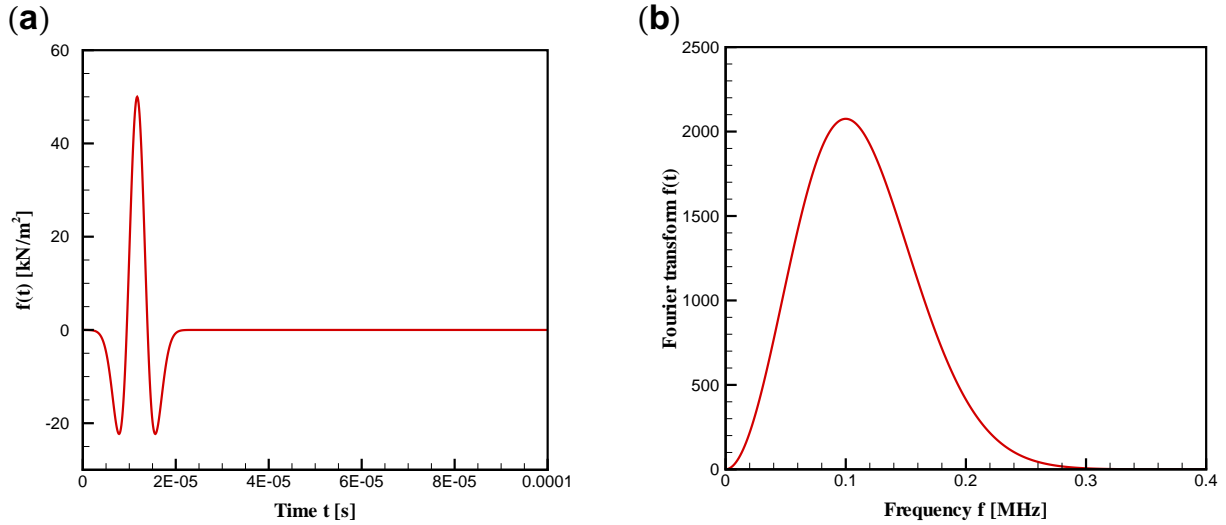 (a)
60
40
20
0
-20
f(t) [kN/m²]
0 2E-05 4E-05 6E-05 8E-05 0.0001
Time t [s]
(b)
2500
2000
1500
1000
500
0
Fourier transform f(t)
0 0.1 0.2 0.3 0.4
Frequency f [MHz]